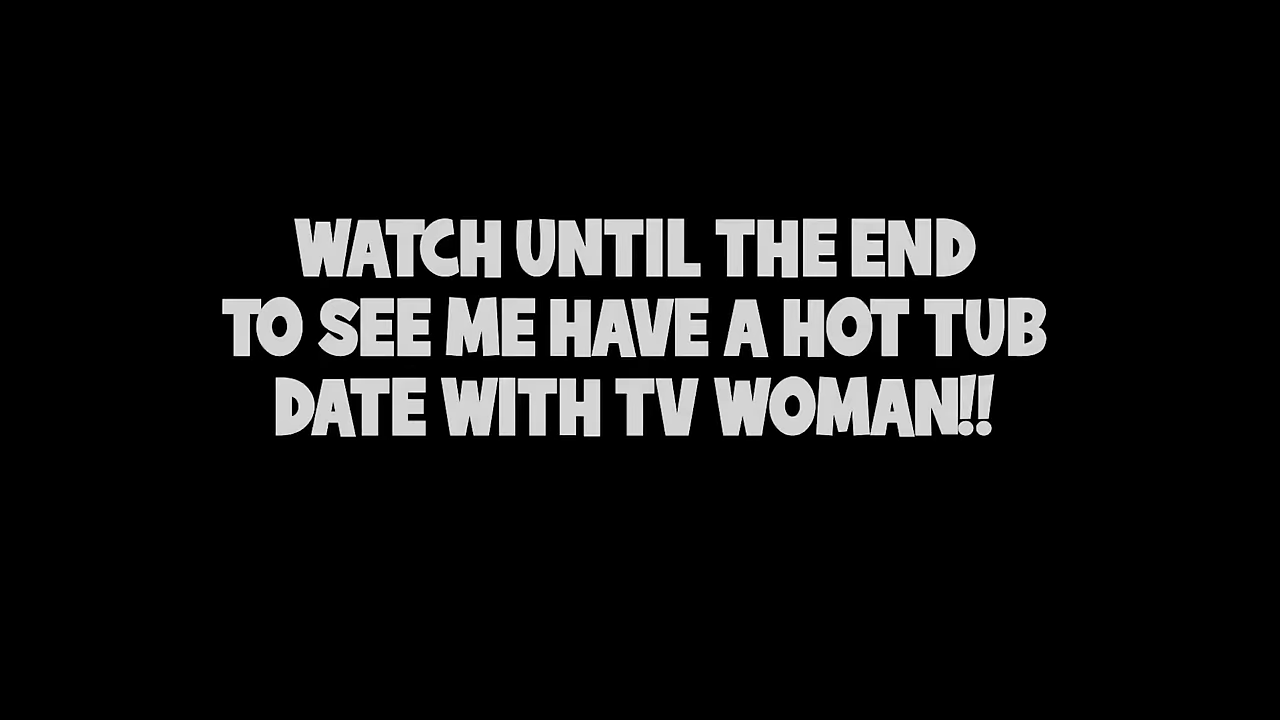 WATCH UNTIL THE END
TO SEE ME HAVE A HOT TUB
DATE WITH TV WOMAN!!